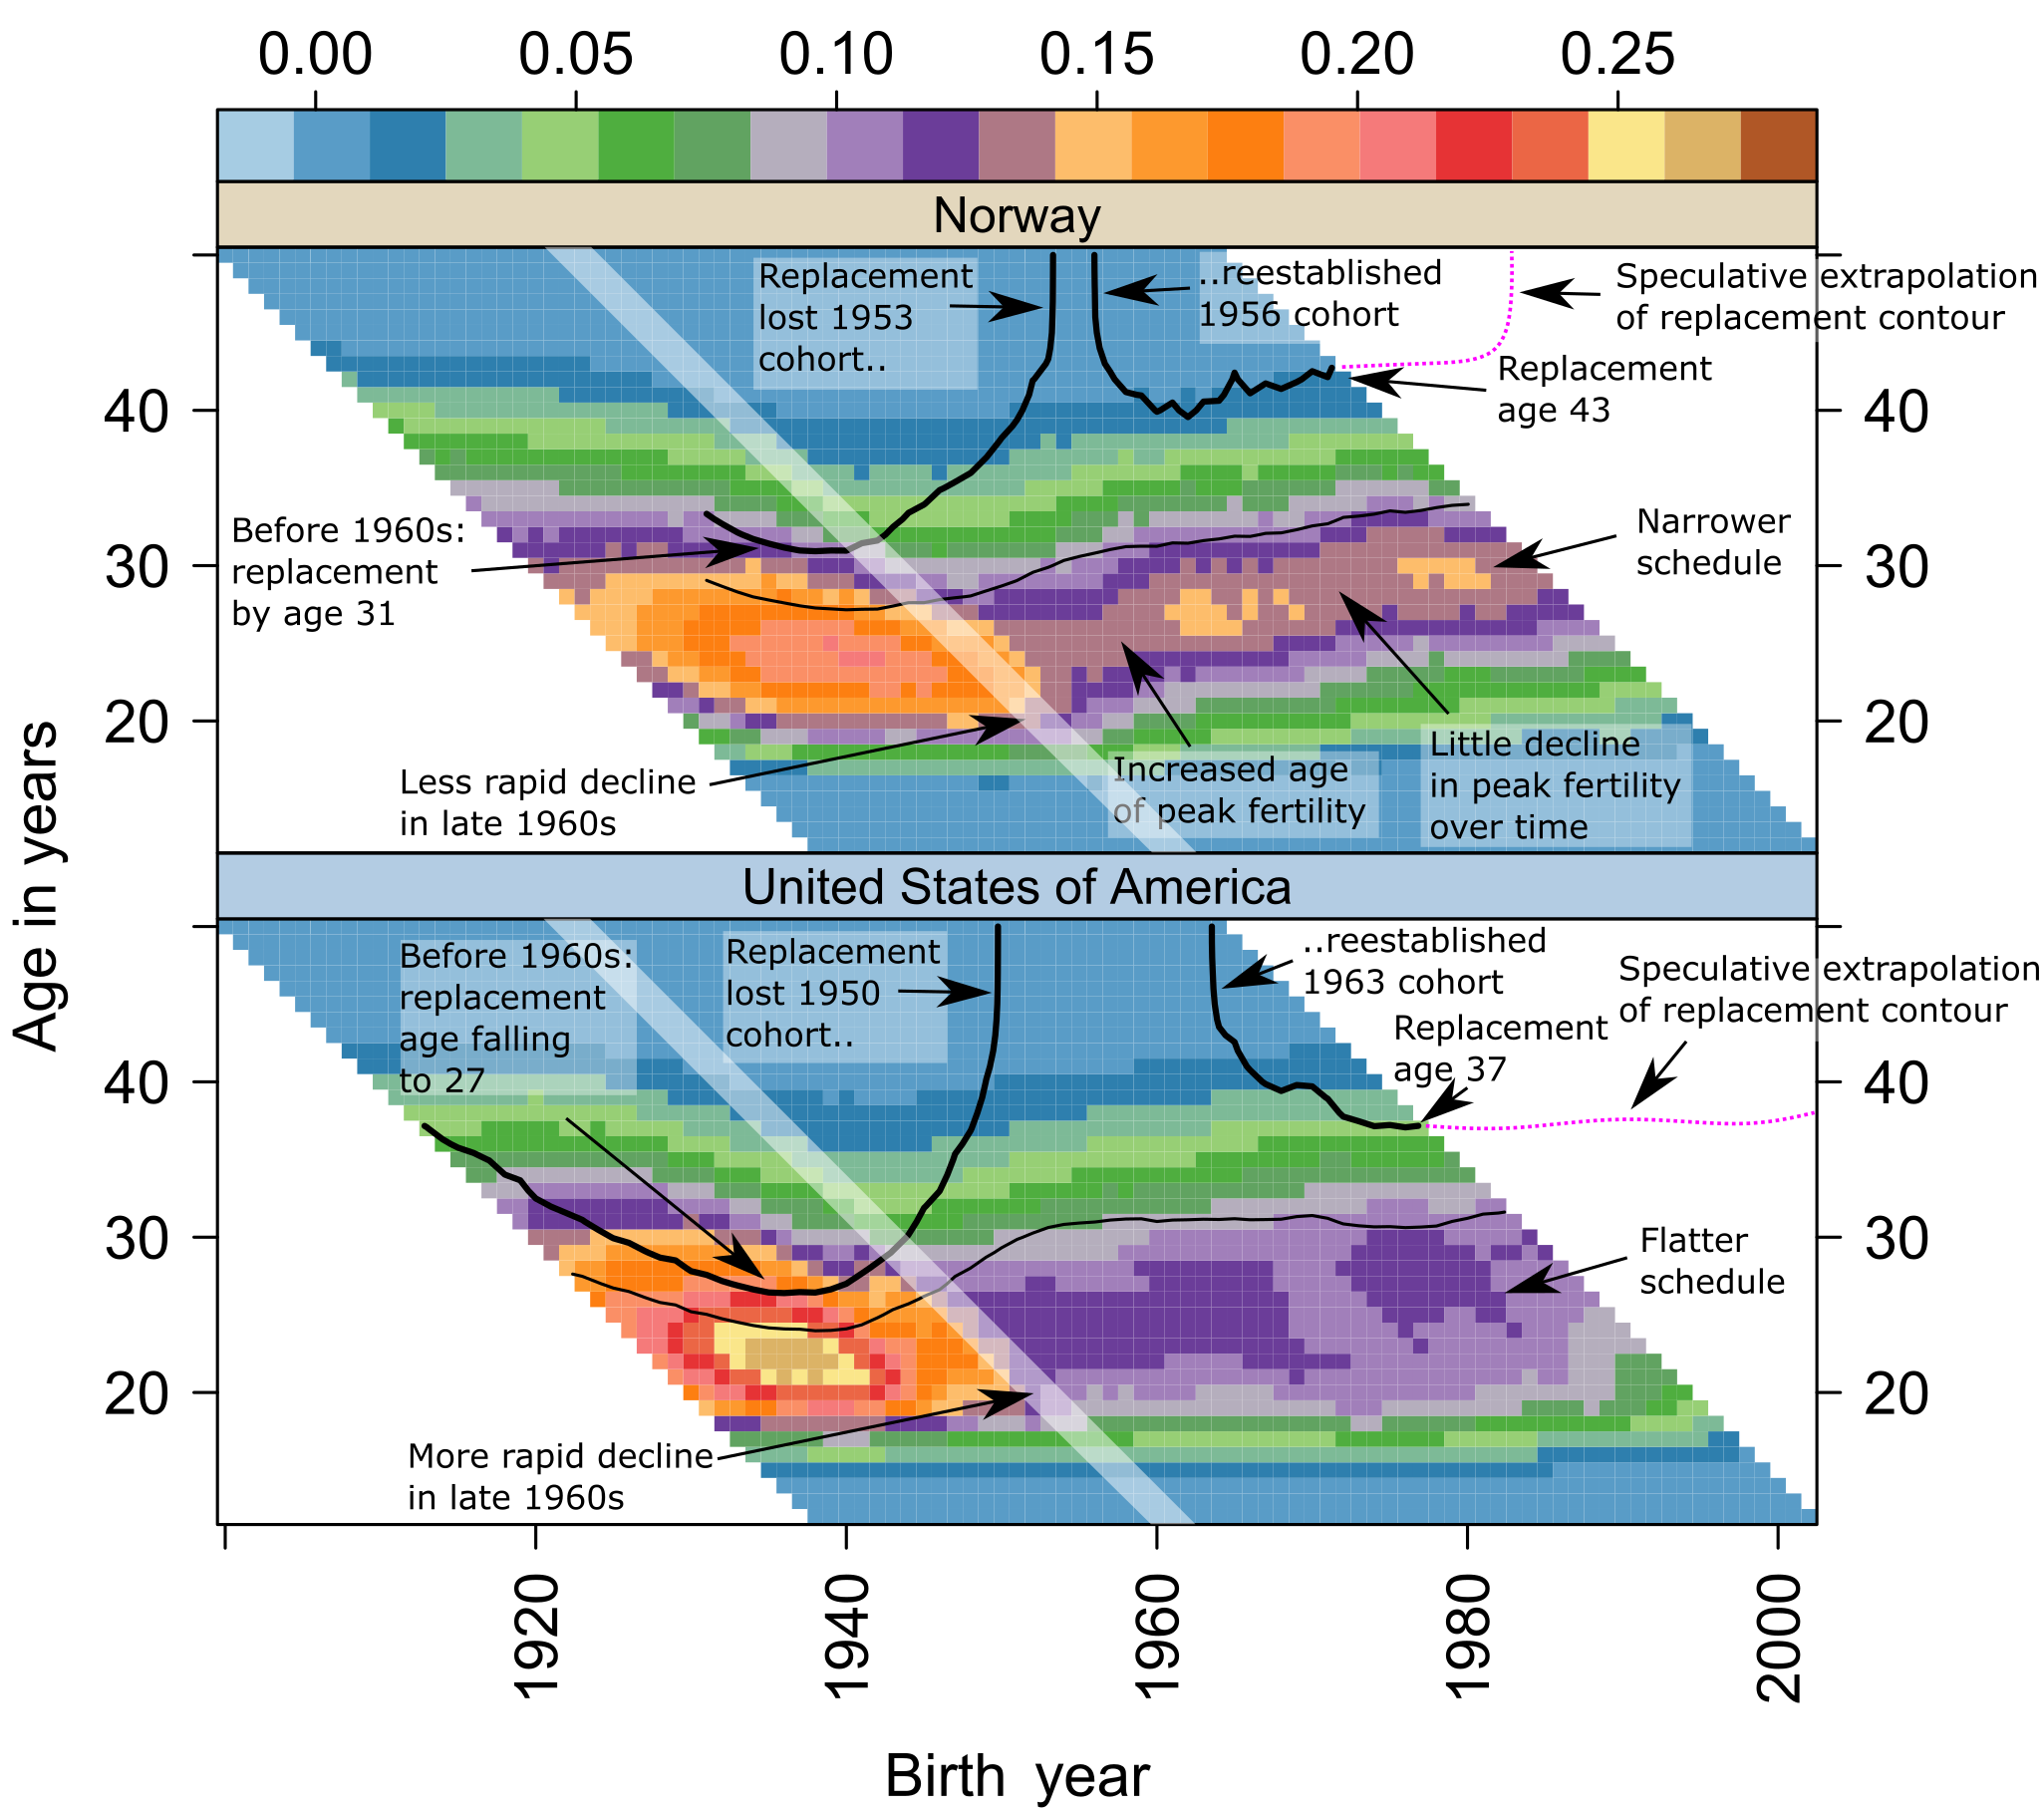 0.00 0.05 0.10 0.15 0.20 0.25
Norway
Replacement
lost 1953
cohort..
..reestablished
1956 cohort
Speculative extrapolation
of replacement contour
Replacement
age 43
Before 1960s:
replacement
by age 31
Narrower
schedule
Less rapid decline
in late 1960s
Increased age
of peak fertility
Little decline
in peak fertility
over time
40
30
20
40
30
20
United States of America
Before 1960s:
replacement
age falling
to 27
Replacement
lost 1950
cohort..
..reestablished
1963 cohort
Speculative extrapolation
of replacement contour
Replacement
age 37
Flatter
schedule
More rapid decline
in late 1960s
40
30
20
40
30
20
Age in years
1920
1940
1960
1980
2000
Birth year